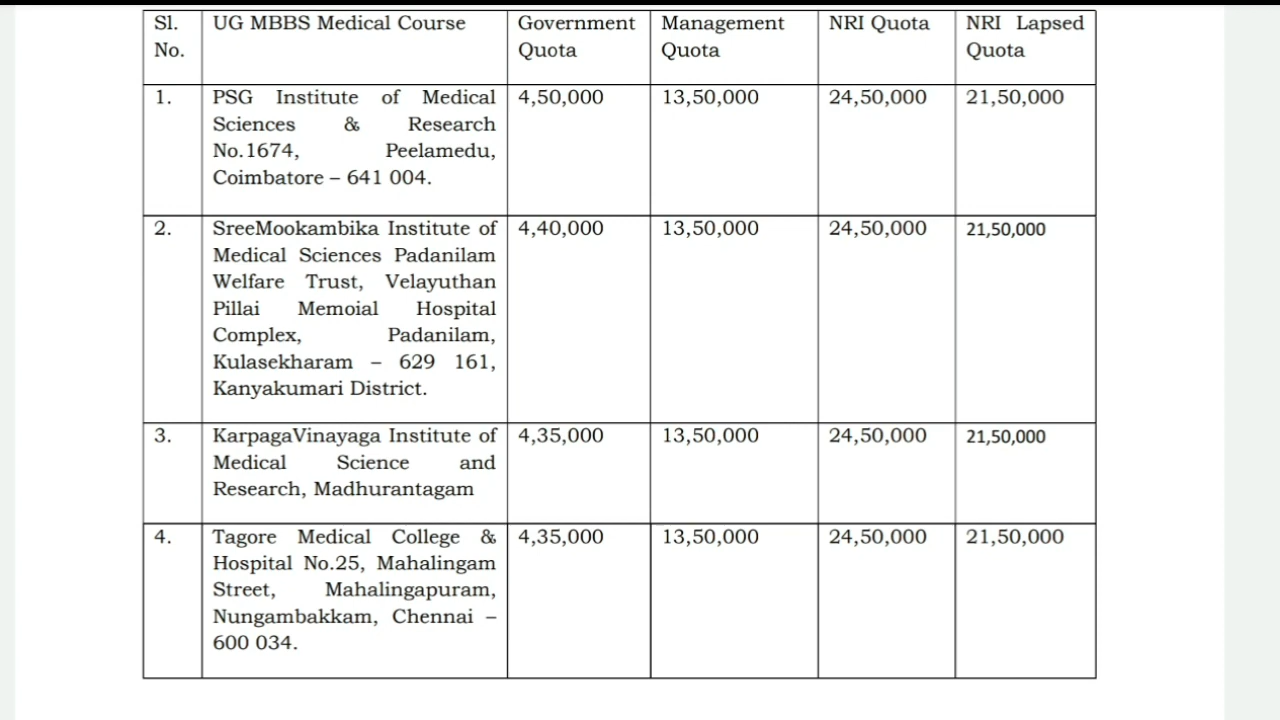 Sl. No. UG MBBS Medical Course Government Quota Management Quota NRI Quota NRI Lapsed Quota
1. PSG Institute of Medical 4,50,000 13,50,000 24,50,000 21,50,000
Sciences & Research
No.1674, Peelamedu,
Coimbatore – 641 004.
2. SreeMookambika Institute of 4,40,000 13,50,000 24,50,000 21,50,000
Medical Sciences Padanilam
Welfare Trust, Velayuthan
Pillai Memoial Hospital
Complex, Padanilam,
Kulasekharam – 629 161,
Kanyakumari District.
3. KarpagaVinayaga Institute of 4,35,000 13,50,000 24,50,000 21,50,000
Medical Science and
Research, Madhurantagam
4. Tagore Medical College & 4,35,000 13,50,000 24,50,000 21,50,000
Hospital No.25, Mahalingam
Street, Mahalingapuram,
Nungambakkam, Chennai –
600 034.